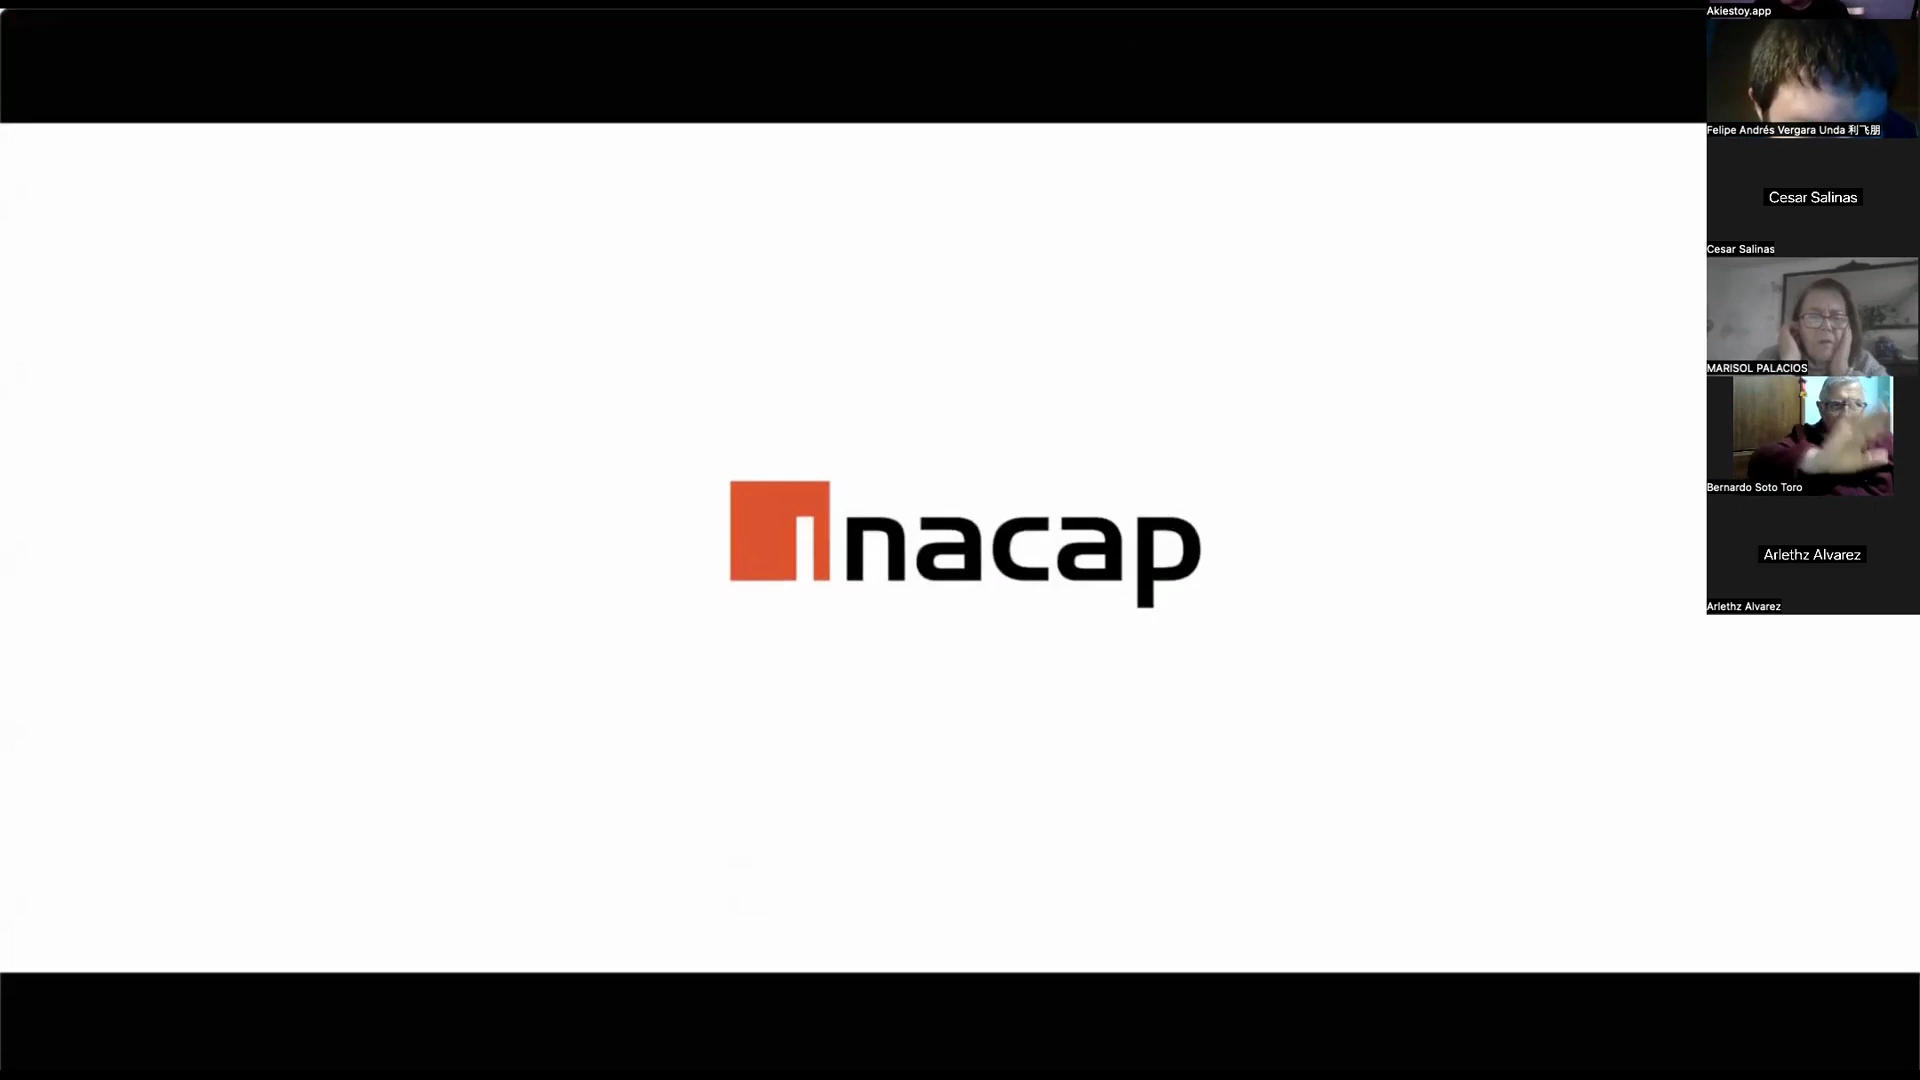 Akiestoy.app
Felipe Andrés Vergara Unda 利飞朋
Cesar Salinas
Cesar Salinas
MARISOL PALACIOS
Bernardo Soto Toro
Arlethz Alvarez
Arlethz Alvarez
inacap